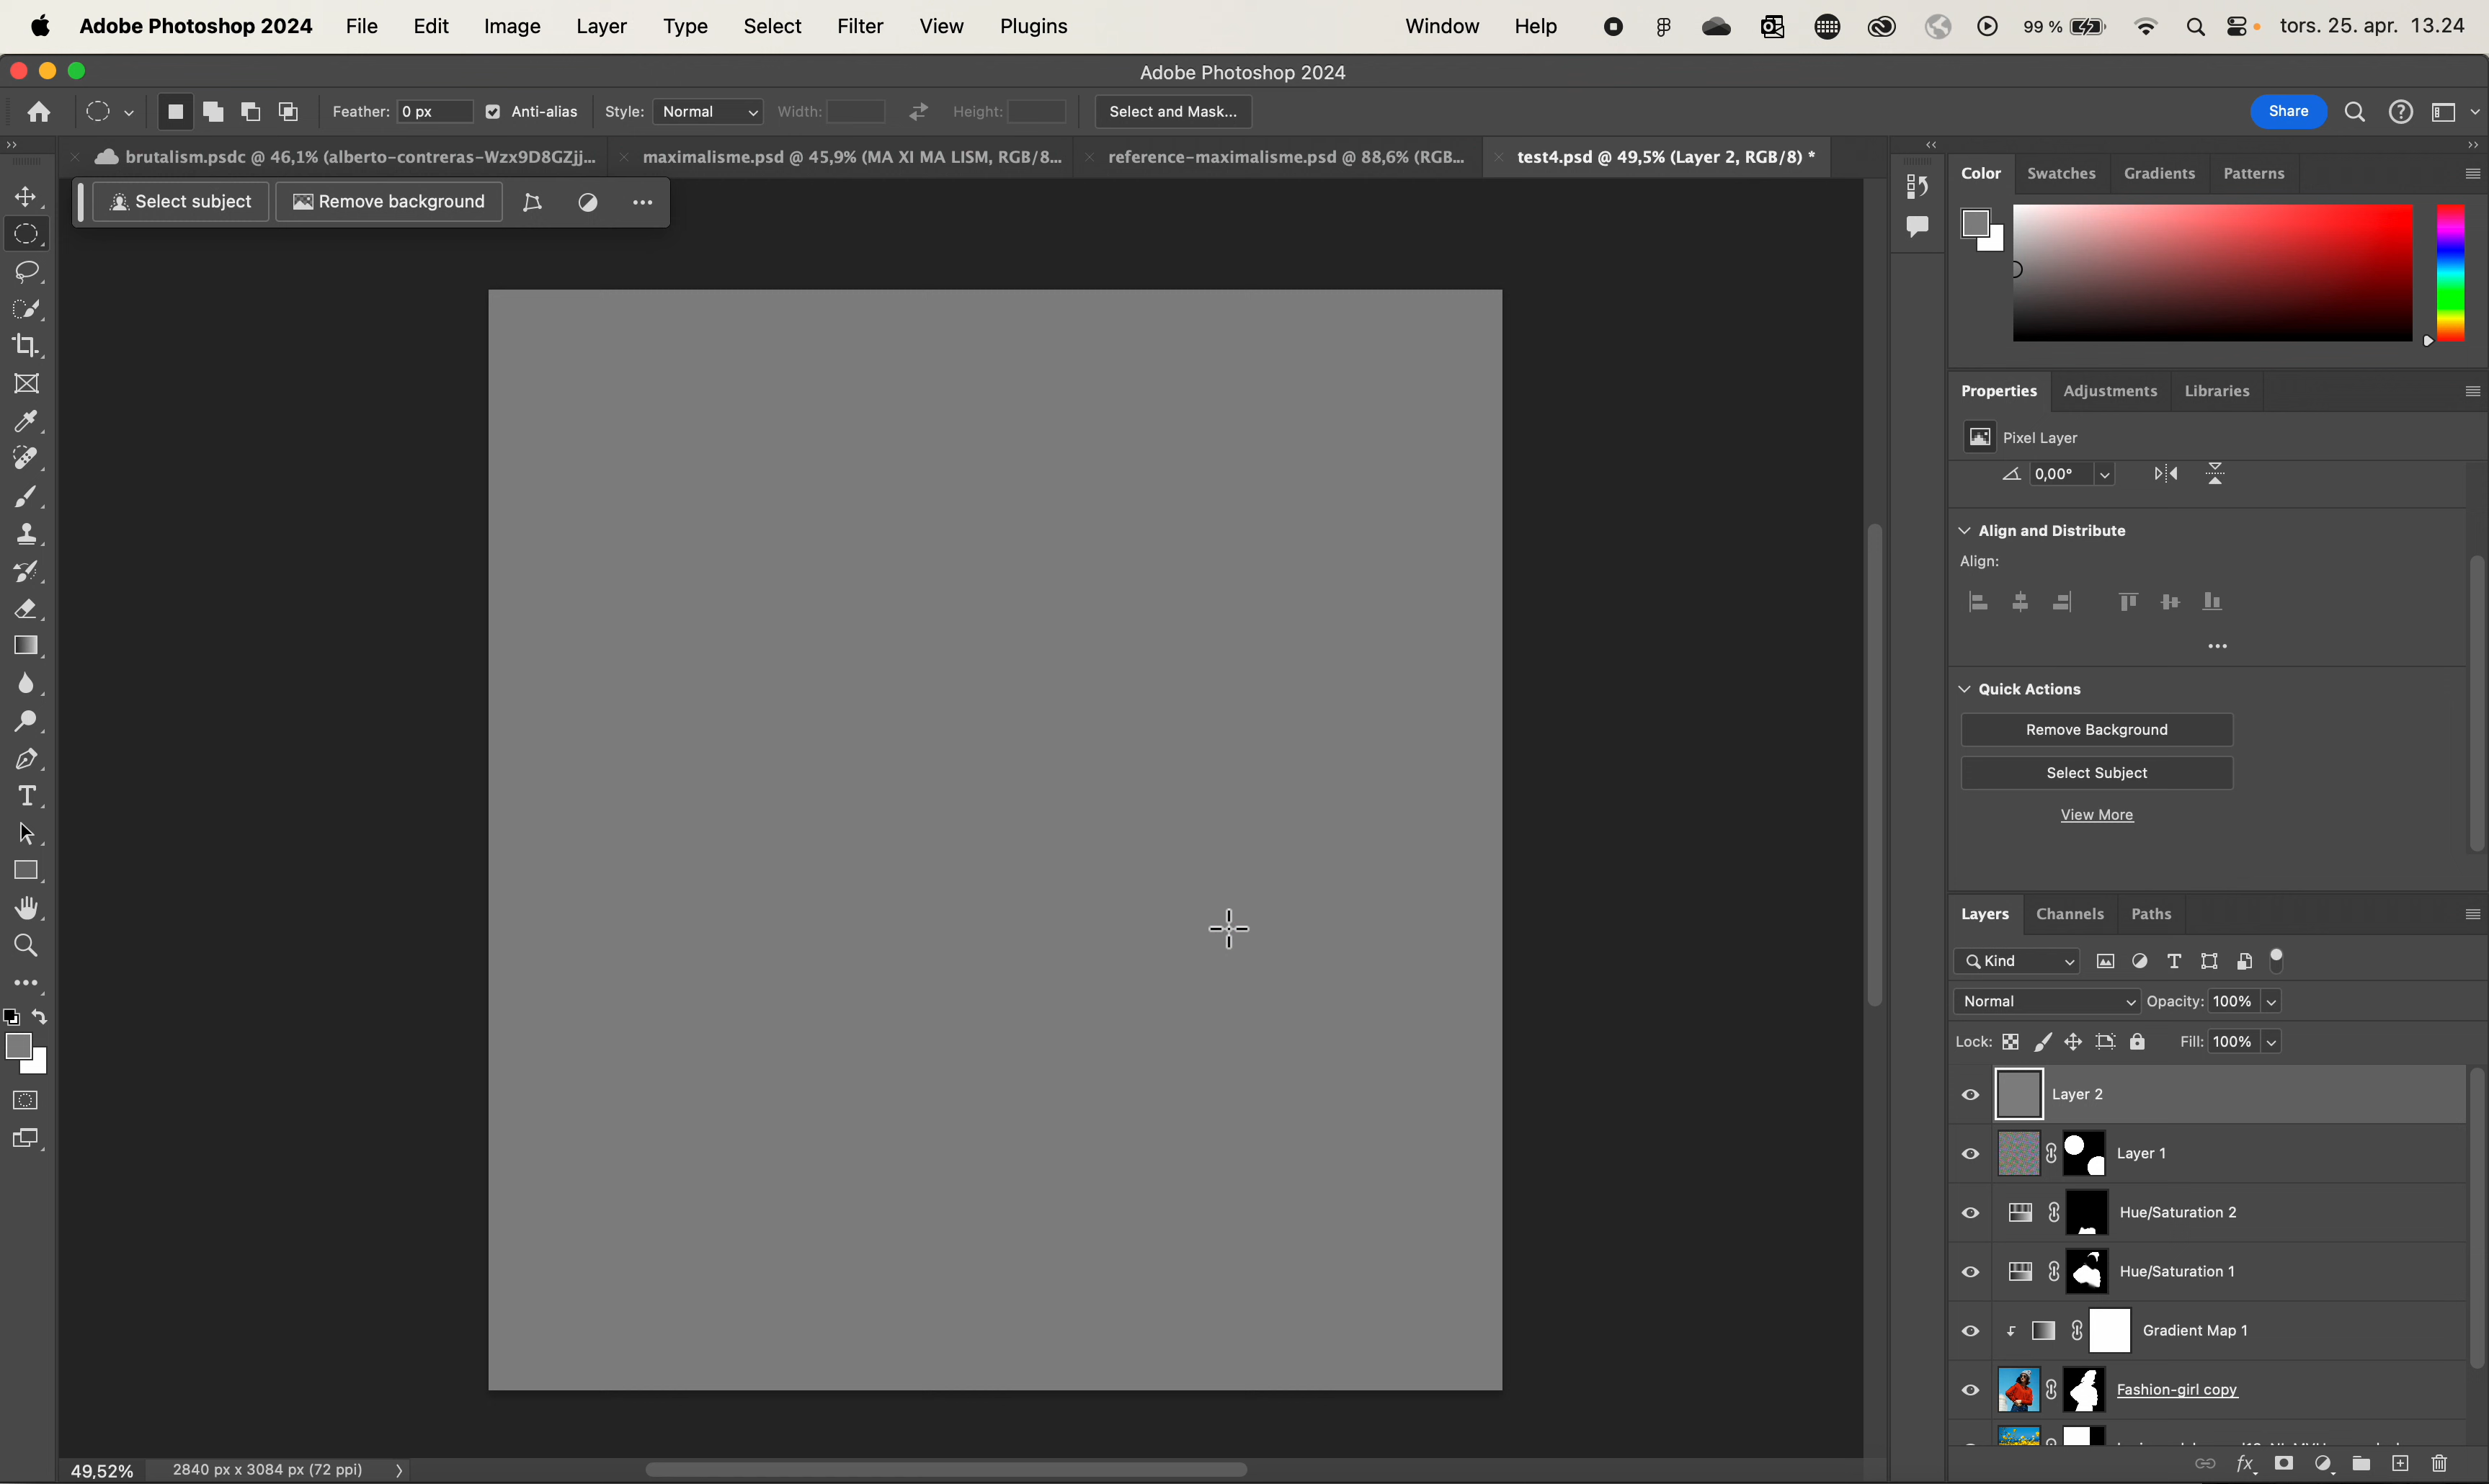 Adobe Photoshop 2024 File Edit Image Layer Type Select Filter View Plugins Window Help 99 % tors. 25. apr. 13.24
Adobe Photoshop 2024
Feather: 0 px Anti-alias Style: Normal Width: Height: Select and Mask... Share
brutalism.psdc @ 46,1% (alberto-contreras-Wzx9D8GZjj... maximalisme.psd @ 45,9% (MA XI MA LISM, RGB/8... reference-maximalisme.psd @ 88,6% (RGB... test4.psd @ 49,5% (Layer 2, RGB/8) *
Select subject Remove background
Color Swatches Gradients Patterns
Properties Adjustments Libraries
Pixel Layer
0,00°
Align and Distribute
Align:
Quick Actions
Remove Background
Select Subject
View More
Layers Channels Paths
Kind
Normal Opacity: 100%
Lock: Fill: 100%
Layer 2
Layer 1
Hue/Saturation 2
Hue/Saturation 1
Gradient Map 1
Fashion-girl copy
49,52% 2840 px x 3084 px (72 ppi)